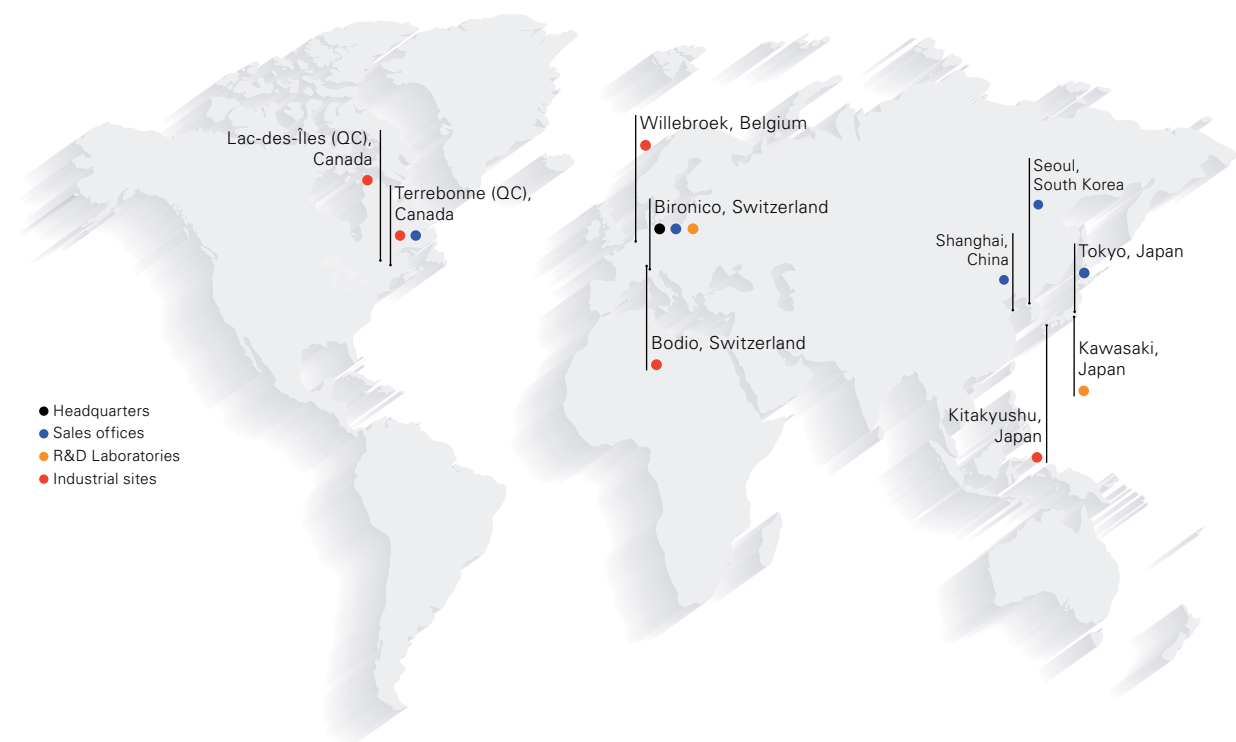 Lac-des-Îles (QC),
Canada
Terrebonne (QC),
Canada
Willebroek, Belgium
Bironico, Switzerland
Bodio, Switzerland
Seoul,
South Korea
Shanghai,
China
Tokyo, Japan
Kawasaki,
Japan
Kitakyushu,
Japan
Headquarters
Sales offices
R&D Laboratories
Industrial sites